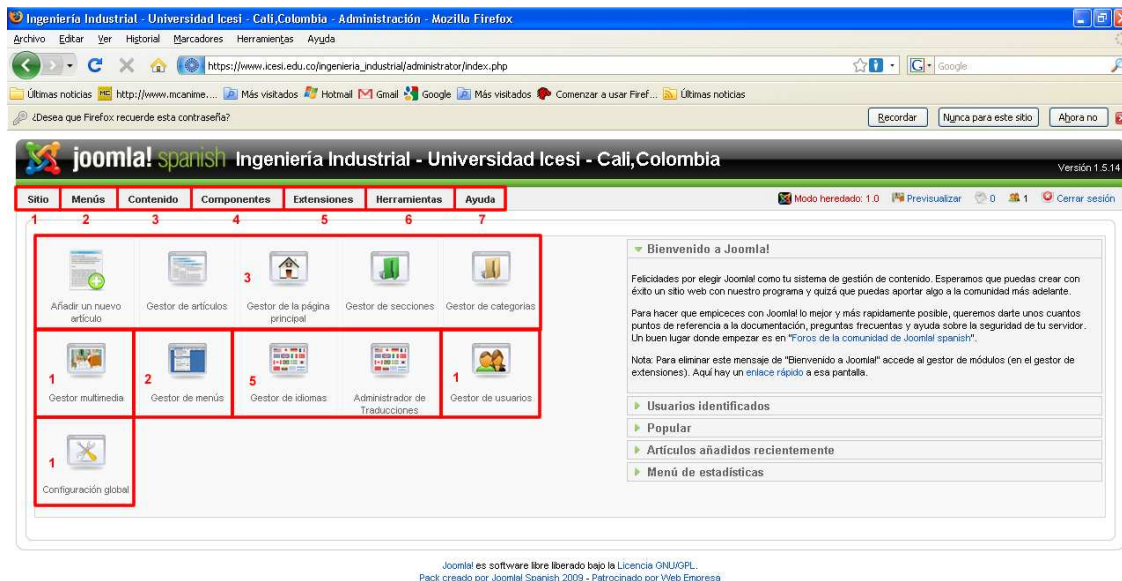 Ingeniería Industrial - Universidad Icesi - Cali,Colombia - Administración - Mozilla Firefox
Archivo Editar Ver Historial Marcadores Herramientas Ayuda
https://www.icesi.edu.co/ingenieria_industrial/administrator/index.php
G Google
Últimas noticias MC http://www.mcanime.... Más visitados Hotmail Gmail Google Más visitados Comenzar a usar Firef... Últimas noticias
¿Desea que Firefox recuerde esta contraseña? Recordar Nunca para este sitio Ahora no
joomla! spanish Ingeniería Industrial - Universidad Icesi - Cali,Colombia
Versión 1.5.14
Sitio Menús Contenido Componentes Extensiones Herramientas Ayuda
Modo heredado: 1.0 Previsualizar 0 1 Cerrar sesión
1 2 3 4 5 6 7
3
Añadir un nuevo artículo
Gestor de artículos
Gestor de la página principal
Gestor de secciones
Gestor de categorias
1 2 5 1
Gestor multimedia
Gestor de menús
Gestor de idiomas
Administrador de Traducciones
Gestor de usuarios
1
Configuración global
Bienvenido a Joomla!
Felicidades por elegir Joomla! como tu sistema de gestión de contenido. Esperamos que puedas crear con
éxito un sitio web con nuestro programa y quizá que puedas aportar algo a la comunidad más adelante.
Para hacer que empiceces con Joomla! lo mejor y más rapidamente posible, queremos darte unos cuantos
puntos de referencia a la documentación, preguntas frecuentes y ayuda sobre la seguridad de tu servidor.
Un buen lugar donde empezar es en "Foros de la comunidad de Joomla! spanish".
Nota: Para eliminar este mensaje de "Bienvenido a Joomla!" accede al gestor de módulos (en el gestor de
extensiones). Aquí hay un enlace rápido a esa pantalla.
Usuarios identificados
Popular
Artículos añadidos recientemente
Menú de estadísticas
Joomla! es software libre liberado bajo la Licencia GNU/GPL.
Pack creado por Joomla! Spanish 2009 - Patrocinado por Web Empresa